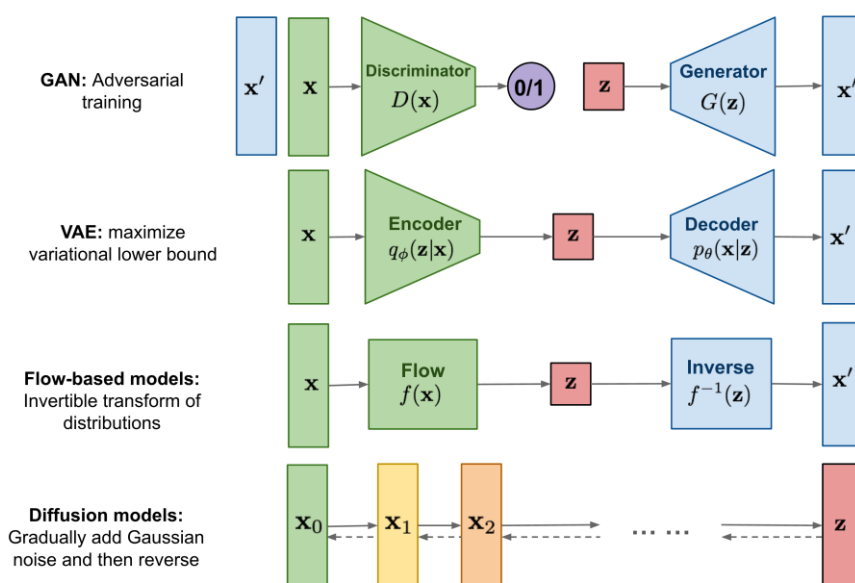 GAN: Adversarial
training
x′
x
Discriminator
D(x)
0/1
z
Generator
G(z)
x′
VAE: maximize
variational lower bound
x
Encoder
qϕ(z|x)
z
Decoder
pθ(x|z)
x′
Flow-based models:
Invertible transform of
distributions
x
Flow
f(x)
z
Inverse
f⁻¹(z)
x′
Diffusion models:
Gradually add Gaussian
noise and then reverse
x₀
x₁
x₂
... ...
z